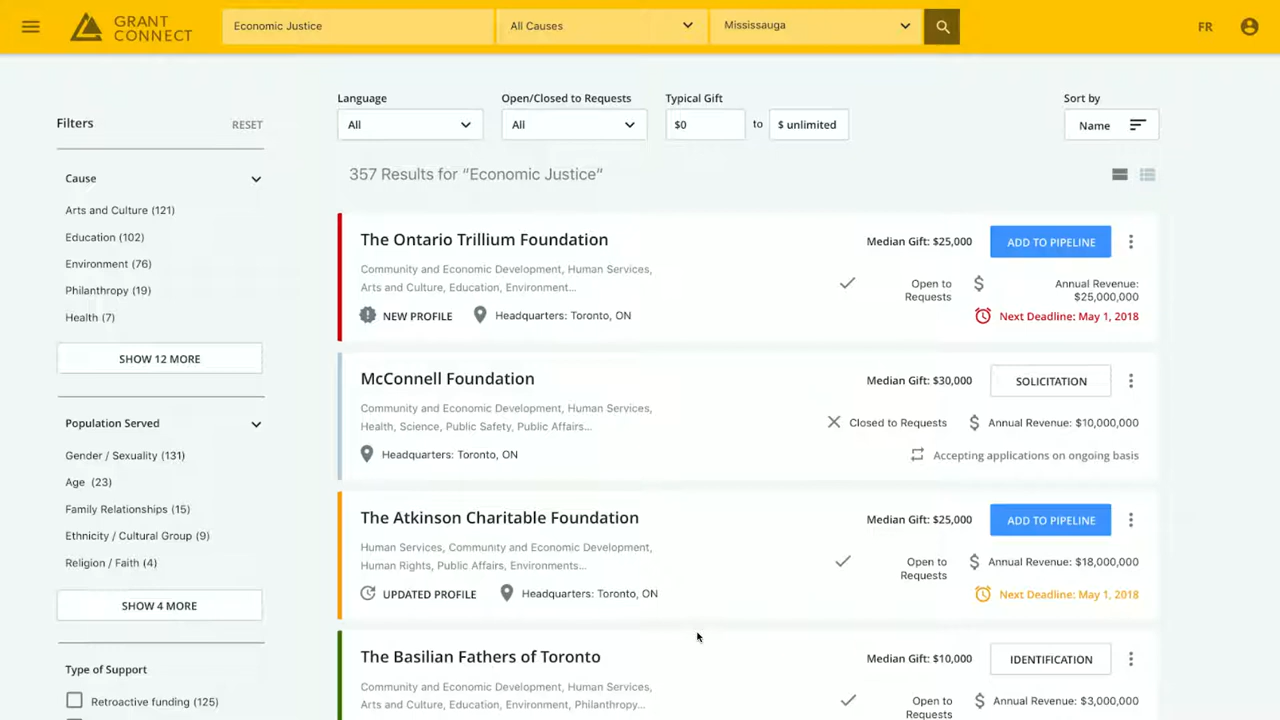 GRANT
CONNECT
Economic Justice
All Causes
Mississauga
FR
Filters
RESET
Cause
Arts and Culture (121)
Education (102)
Environment (76)
Philanthropy (19)
Health (7)
SHOW 12 MORE
Population Served
Gender / Sexuality (131)
Age (23)
Family Relationships (15)
Ethnicity / Cultural Group (9)
Religion / Faith (4)
SHOW 4 MORE
Type of Support
Retroactive funding (125)
Language
All
Open/Closed to Requests
All
Typical Gift
$0
to
$ unlimited
Sort by
Name
357 Results for “Economic Justice“
The Ontario Trillium Foundation
Median Gift: $25,000
ADD TO PIPELINE
Community and Economic Development, Human Services,
Arts and Culture, Education, Environment...
Open to
Requests
$
Annual Revenue:
$25,000,000
NEW PROFILE
Headquarters: Toronto, ON
Next Deadline: May 1, 2018
McConnell Foundation
Median Gift: $30,000
SOLICITATION
Community and Economic Development, Human Services,
Health, Science, Public Safety, Public Affairs...
Closed to Requests
$ Annual Revenue: $10,000,000
Headquarters: Toronto, ON
Accepting applications on ongoing basis
The Atkinson Charitable Foundation
Median Gift: $25,000
ADD TO PIPELINE
Human Services, Community and Economic Development,
Human Rights, Public Affairs, Environments...
Open to
Requests
$ Annual Revenue: $18,000,000
UPDATED PROFILE
Headquarters: Toronto, ON
Next Deadline: May 1, 2018
The Basilian Fathers of Toronto
Median Gift: $10,000
IDENTIFICATION
Community and Economic Development, Human Services,
Arts and Culture, Education, Environment, Philanthropy...
Open to
Requests
$ Annual Revenue: $3,000,000